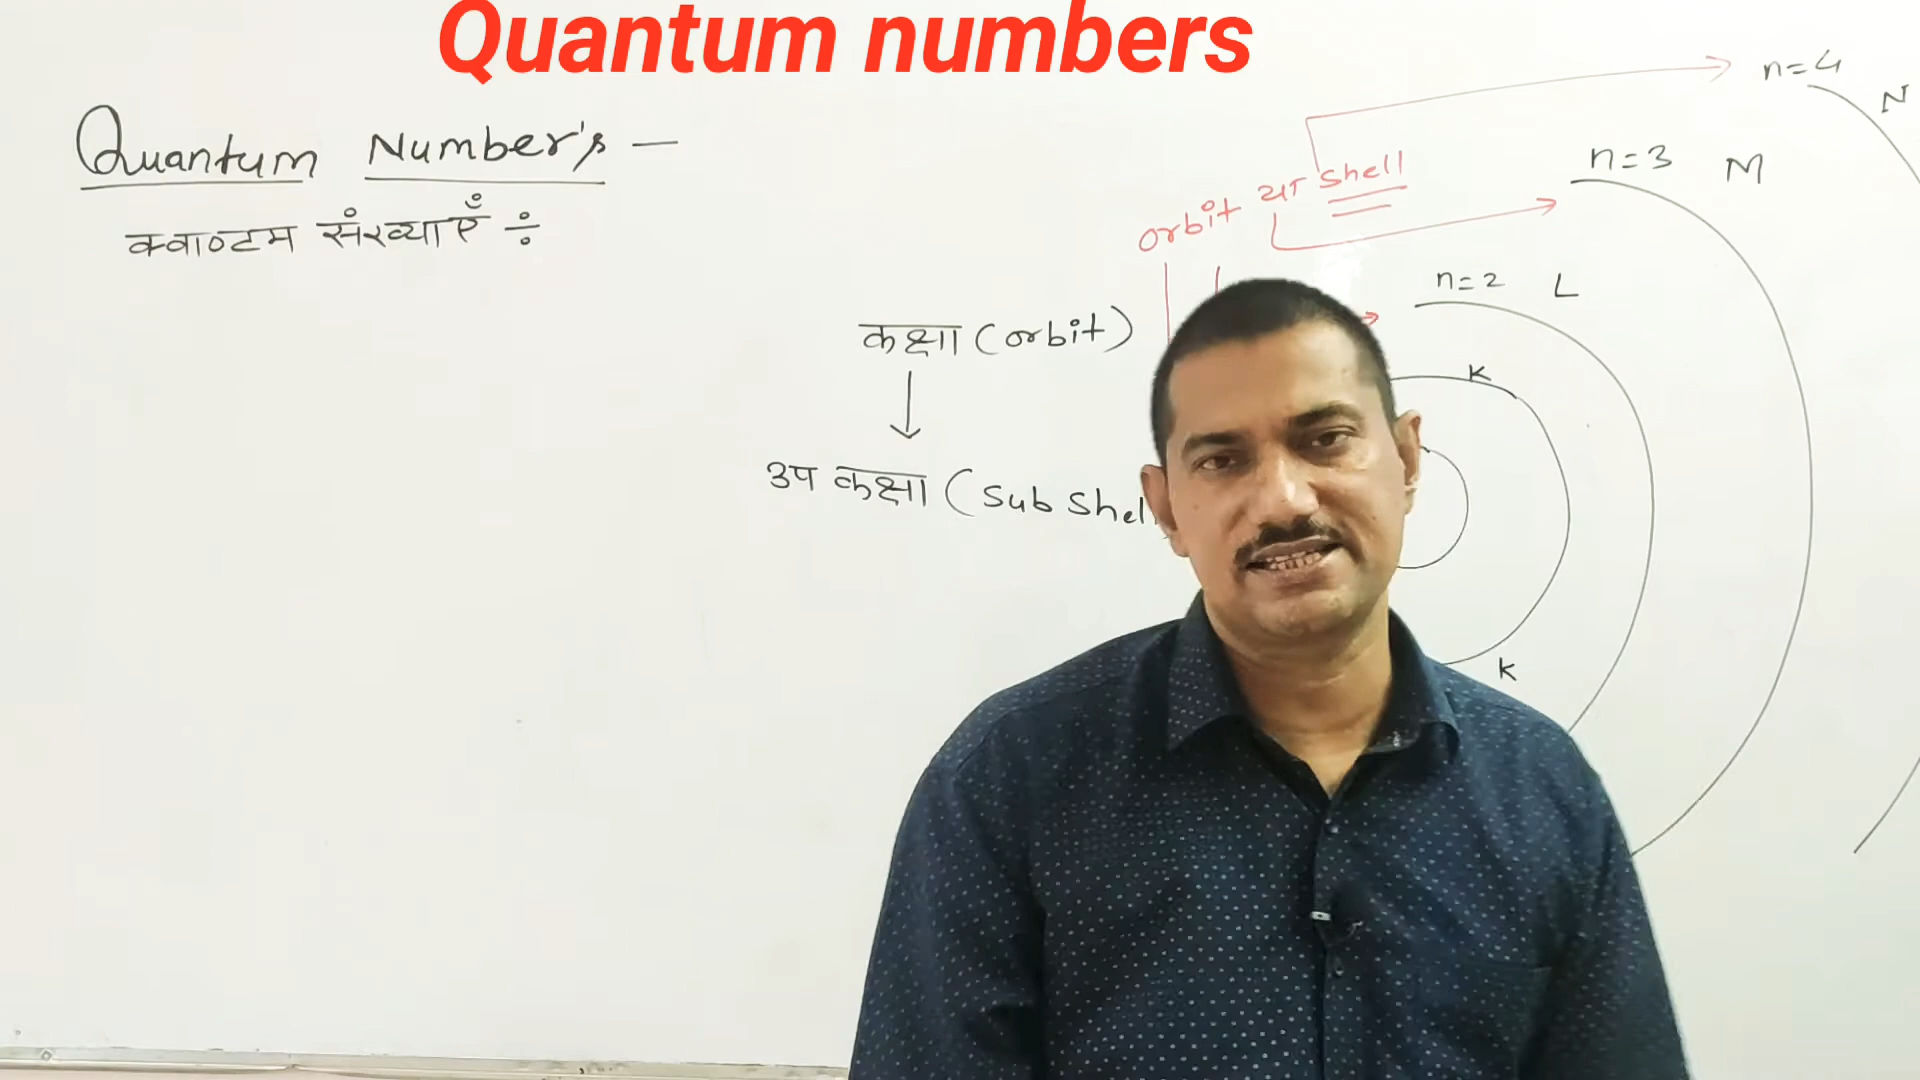 Quantum numbers
Quantum Number's —
क्वाण्टम संख्याएँ ÷
orbit या shell
कक्षा (orbit)
उप कक्षा (Sub Shel
n=4
N
n=3 M
n=2 L
K
K